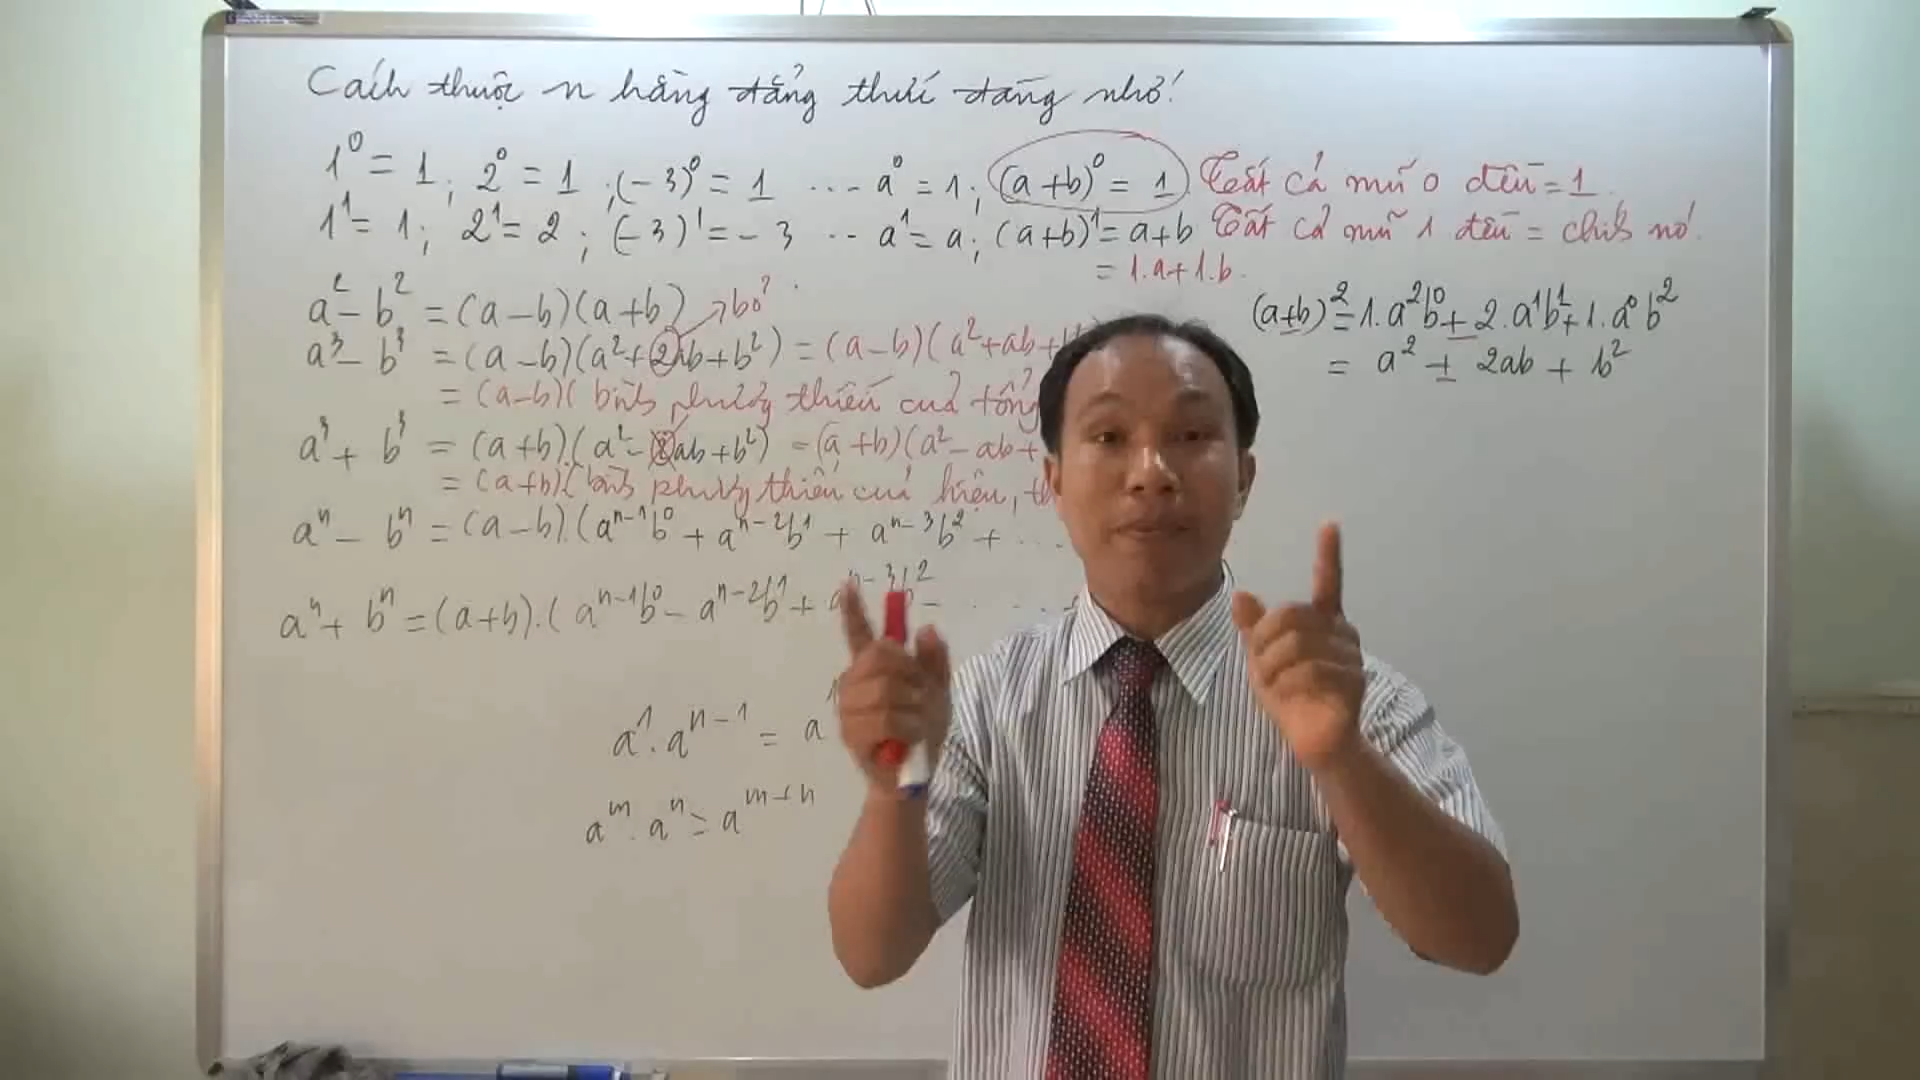 Cách thuộc n hằng đẳng thức đáng nhớ!
1⁰ = 1 ; 2⁰ = 1 ; (-3)⁰ = 1 ... a⁰ = 1 ; (a+b)⁰ = 1 Tất cả mũ 0 đều = 1.
1¹ = 1 ; 2¹ = 2 ; (-3)¹ = -3 ... a¹ = a ; (a+b)¹ = a+b Tất cả mũ 1 đều = chính nó.
= 1.a + 1.b
a² - b² = (a-b)(a+b) → bỏ
(a±b)² = 1.a²b⁰ ± 2.a¹b¹ + 1.a⁰b²
a³ - b³ = (a-b)(a² + 2ab + b²) = (a-b)(a² + ab +
= a² ± 2ab + b²
= (a-b)( bình phương thiếu của tổng
a³ + b³ = (a+b).(a² - 2ab + b²) = (a+b)(a² - ab +
= (a+b).( bình phương thiếu của hiệu,
aⁿ - bⁿ = (a-b).(aⁿ⁻¹b⁰ + aⁿ⁻²b¹ + aⁿ⁻³b² + ...
aⁿ + bⁿ = (a+b).(aⁿ⁻¹b⁰ - aⁿ⁻²b¹ + aⁿ⁻³b² - ...
a¹.aⁿ⁻¹ = a
aᵐ.aⁿ = aᵐ⁺ⁿ